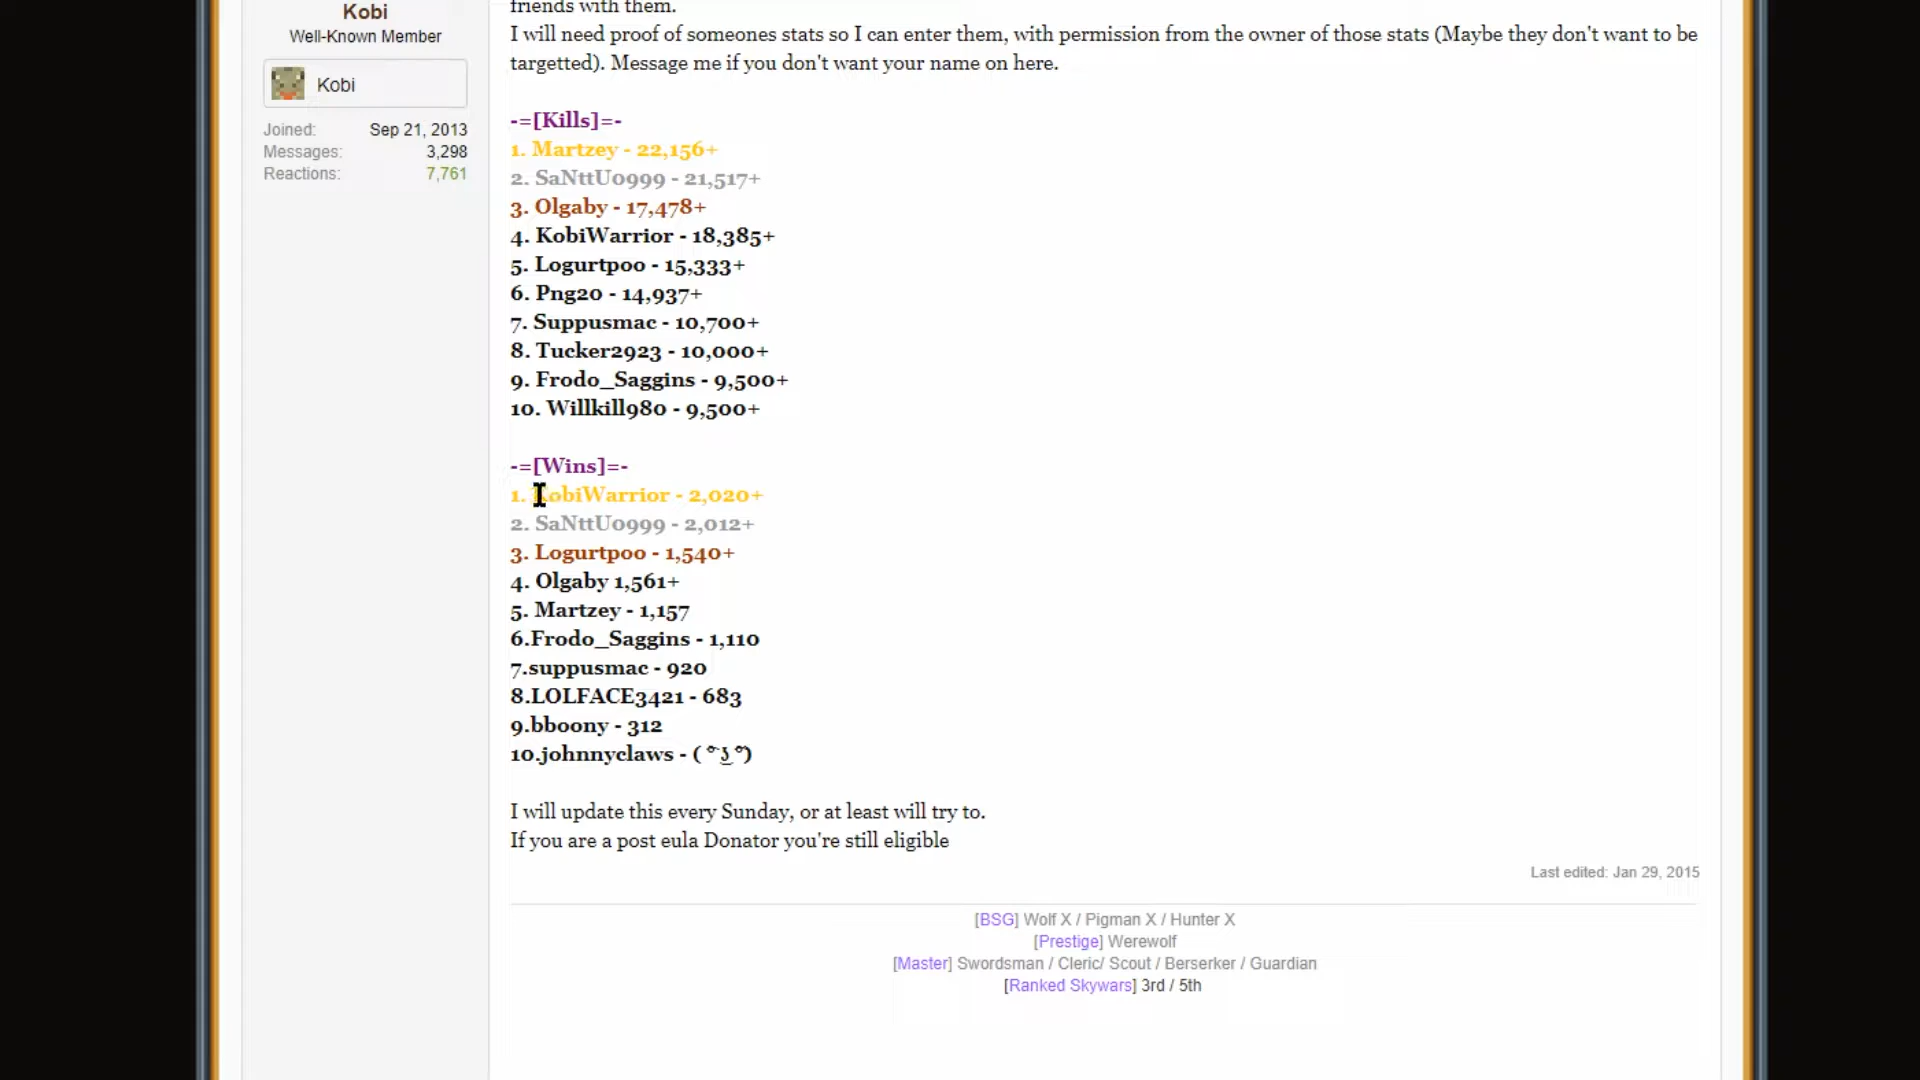 Kobi
Well-Known Member
Kobi
Joined: Sep 21, 2013
Messages: 3,298
Reactions: 7,761
friends with them.
I will need proof of someones stats so I can enter them, with permission from the owner of those stats (Maybe they don't want to be
targetted). Message me if you don't want your name on here.
-=[Kills]=-
1. Martzey - 22,156+
2. SaNttU0999 - 21,517+
3. Olgaby - 17,478+
4. KobiWarrior - 18,385+
5. Logurtpoo - 15,333+
6. Png20 - 14,937+
7. Suppusmac - 10,700+
8. Tucker2923 - 10,000+
9. Frodo_Saggins - 9,500+
10. Willkill980 - 9,500+
-=[Wins]=-
1. KobiWarrior - 2,020+
2. SaNttU0999 - 2,012+
3. Logurtpoo - 1,540+
4. Olgaby 1,561+
5. Martzey - 1,157
6.Frodo_Saggins - 1,110
7.suppusmac - 920
8.LOLFACE3421 - 683
9.bboony - 312
10.johnnyclaws - ( ͡° ͜ʖ ͡°)
I will update this every Sunday, or at least will try to.
If you are a post eula Donator you're still eligible
Last edited: Jan 29, 2015
[BSG] Wolf X / Pigman X / Hunter X
[Prestige] Werewolf
[Master] Swordsman / Cleric/ Scout / Berserker / Guardian
[Ranked Skywars] 3rd / 5th